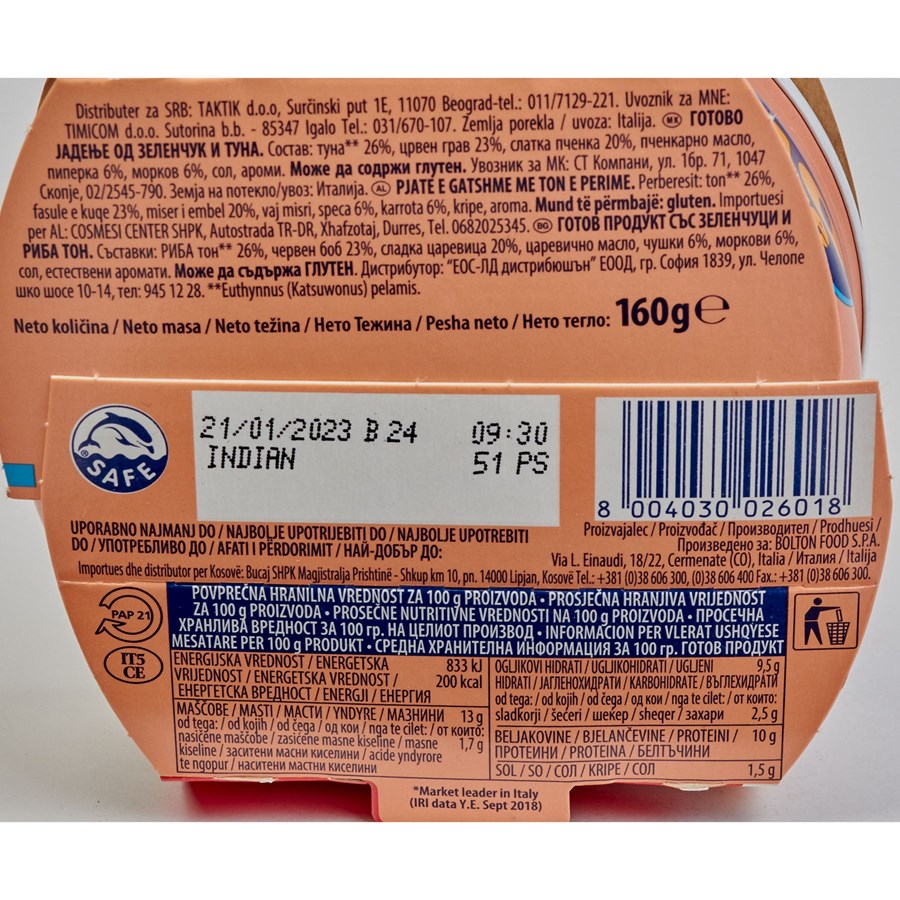 Distributer za SRB: TAKTIK d.o.o, Surčinski put 1E, 11070 Beograd-tel.: 011/7129-221. Uvoznik za MNE:
TIMICOM d.o.o. Sutorina b.b. - 85347 Igalo Tel.: 031/670-107. Zemlja porekla / uvoza: Italija. MK ГОТОВО
ЈАДЕЊЕ ОД ЗЕЛЕНЧУК И ТУНА. Состав: туна** 26%, црвен грав 23%, слатка пченка 20%, пченкарно масло,
пиперка 6%, морков 6%, сол, ароми. Може да содржи глутен. Увозник за МК: СТ Компани, ул. 16р. 71, 1047
Скопје, 02/2545-790. Земја на потекло/увоз: Италија. AL PJATË E GATSHME ME TON E PERIME. Perberesit: ton** 26%,
fasule e kuqe 23%, miser i embel 20%, vaj misri, speca 6%, karrota 6%, kripe, aroma. Mund të përmbajë: gluten. Importuesi
per AL: COSMESI CENTER SHPK, Autostrada TR-DR, Xhafzotaj, Durres, Tel. 0682025345. BG ГОТОВ ПРОДУКТ СЪС ЗЕЛЕНЧУЦИ И
РИБА ТОН. Съставки: РИБА тон** 26%, червен боб 23%, сладка царевица 20%, царевично масло, чушки 6%, моркови 6%,
сол, естествени аромати. Може да съдържа ГЛУТЕН. Дистрибутор: "ЕОС-ЛД дистрибюшън" ЕООД, гр. София 1839, ул. Челопе
шко шосе 10-14, тел: 945 12 28. **Euthynnus (Katsuwonus) pelamis.
Neto količina / Neto masa / Neto težina / Нето Тежина / Pesha neto / Нето тегло: 160g e
SAFE
21/01/2023 B 24 09:30
INDIAN 51 PS
8 004030 026018
UPORABNO NAJMANJ DO / NAJBOLJE UPOTRIJEBITI DO / NAJBOLJE UPOTREBITI
DO / УПОТРЕБЛИВО ДО / AFATI I PËRDORIMIT / НАЙ-ДОБЪР ДО:
Proizvajalec / Proizvođač / Производител / Prodhuesi /
Произведено за: BOLTON FOOD S.P.A.
Via L. Einaudi, 18/22, Cermenate (CO), Italia / Италия / Italija
Importues dhe distributor per Kosovë: Bucaj SHPK Magjistralja Prishtinë - Shkup km 10, pn. 14000 Lipjan, Kosovë Tel.: +381 (0)38 606 300, (0)38 606 400 Fax.: +381 (0)38 606 300.
PAP 21
IT5
CE
POVPREČNA HRANILNA VREDNOST ZA 100 g PROIZVODA • PROSJEČNA HRANJIVA VRIJEDNOST
ZA 100 g PROIZVODA • PROSEČNE NUTRITIVNE VREDNOSTI NA 100 g PROIZVODA • ПРОСЕЧНА
ХРАНЛИВА ВРЕДНОСТ ЗА 100 гр. НА ЦЕЛИОТ ПРОИЗВОД • INFORMACION PER VLERAT USHQYESE
MESATARE PER 100 g PRODUKT • СРЕДНА ХРАНИТЕЛНА ИНФОРМАЦИЯ ЗА 100 гр. ГОТОВ ПРОДУКТ
ENERGIJSKA VREDNOST / ENERGETSKA 833 kJ
VRIJEDNOST / ENERGETSKA VREDNOST / 200 kcal
ЕНЕРГЕТСКА ВРЕДНОСТ / ENERGJI / ЕНЕРГИЯ
MAŠČOBE / MASTI / МАСТИ / YNDYRE / МАЗНИНИ 13 g
od tega: / od kojih / od čega / од кои / nga te cilet: / от които:
nasičene maščobe / zasićene masne kiseline / masne 1,7 g
kiseline / заситени масни киселини / acide yndyrore
te ngopur / наситени мастни киселини
OGLJIKOVI HIDRATI / UGLJIKOHIDRATI / UGLJENI 9,5 g
HIDRATI / ЈАГЛЕНОХИДРАТИ / KARBOHIDRATE / ВЪГЛЕХИДРАТИ
od tega: / od kojih / od čega / од кои / nga te cilet: / от които:
sladkorji / šećeri / шеќер / sheqer / захари 2,5 g
BELJAKOVINE / BJELANČEVINE / PROTEINI / 10 g
ПРОТЕИНИ / PROTEINA / БЕЛТЪЧИНИ
SOL / SO / СОЛ / KRIPE / СОЛ 1,5 g
*Market leader in Italy
(IRI data Y.E. Sept 2018)